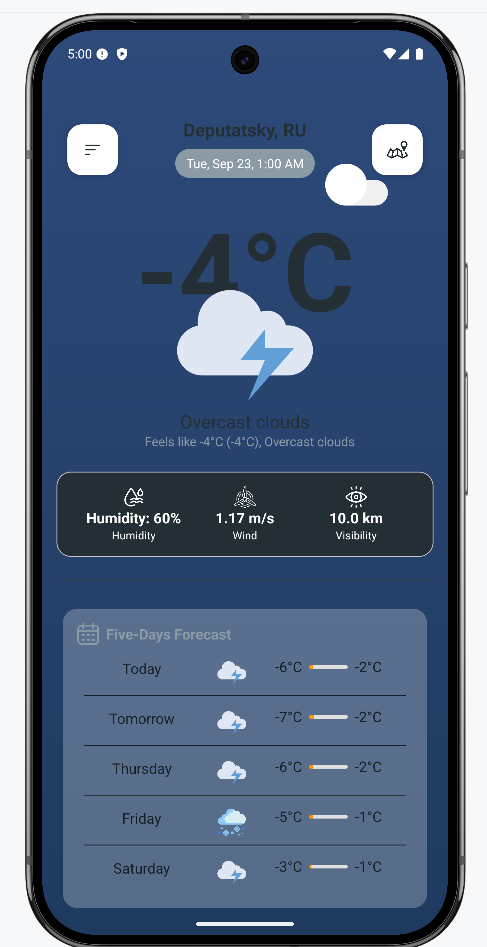 5:00
Deputatsky, RU
Tue, Sep 23, 1:00 AM
-4°C
Overcast clouds
Feels like -4°C (-4°C), Overcast clouds
Humidity: 60% 1.17 m/s 10.0 km
Humidity Wind Visibility
Five-Days Forecast
Today -6°C -2°C
Tomorrow -7°C -2°C
Thursday -6°C -2°C
Friday -5°C -1°C
Saturday -3°C -1°C